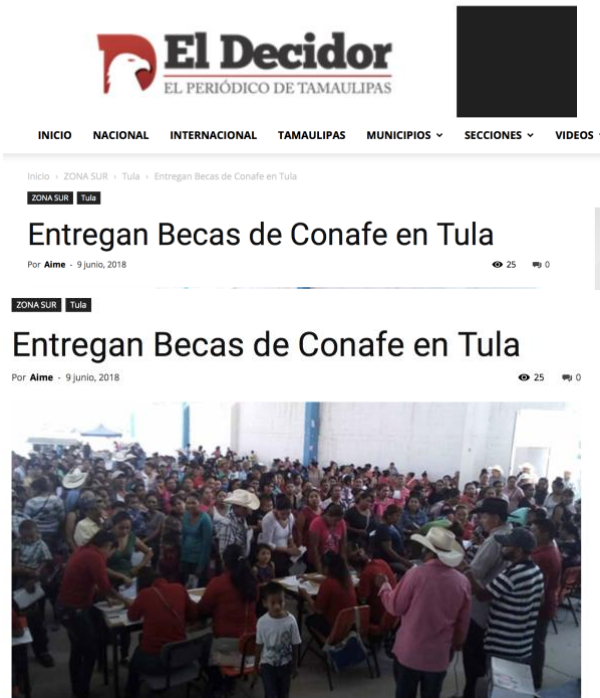 El Decidor
EL PERIÓDICO DE TAMAULIPAS
INICIO NACIONAL INTERNACIONAL TAMAULIPAS MUNICIPIOS SECCIONES VIDEOS
Inicio › ZONA SUR › Tula › Entregan Becas de Conafe en Tula
ZONA SUR Tula
Entregan Becas de Conafe en Tula
Por Aime - 9 junio, 2018 25 0
ZONA SUR Tula
Entregan Becas de Conafe en Tula
Por Aime - 9 junio, 2018 25 0